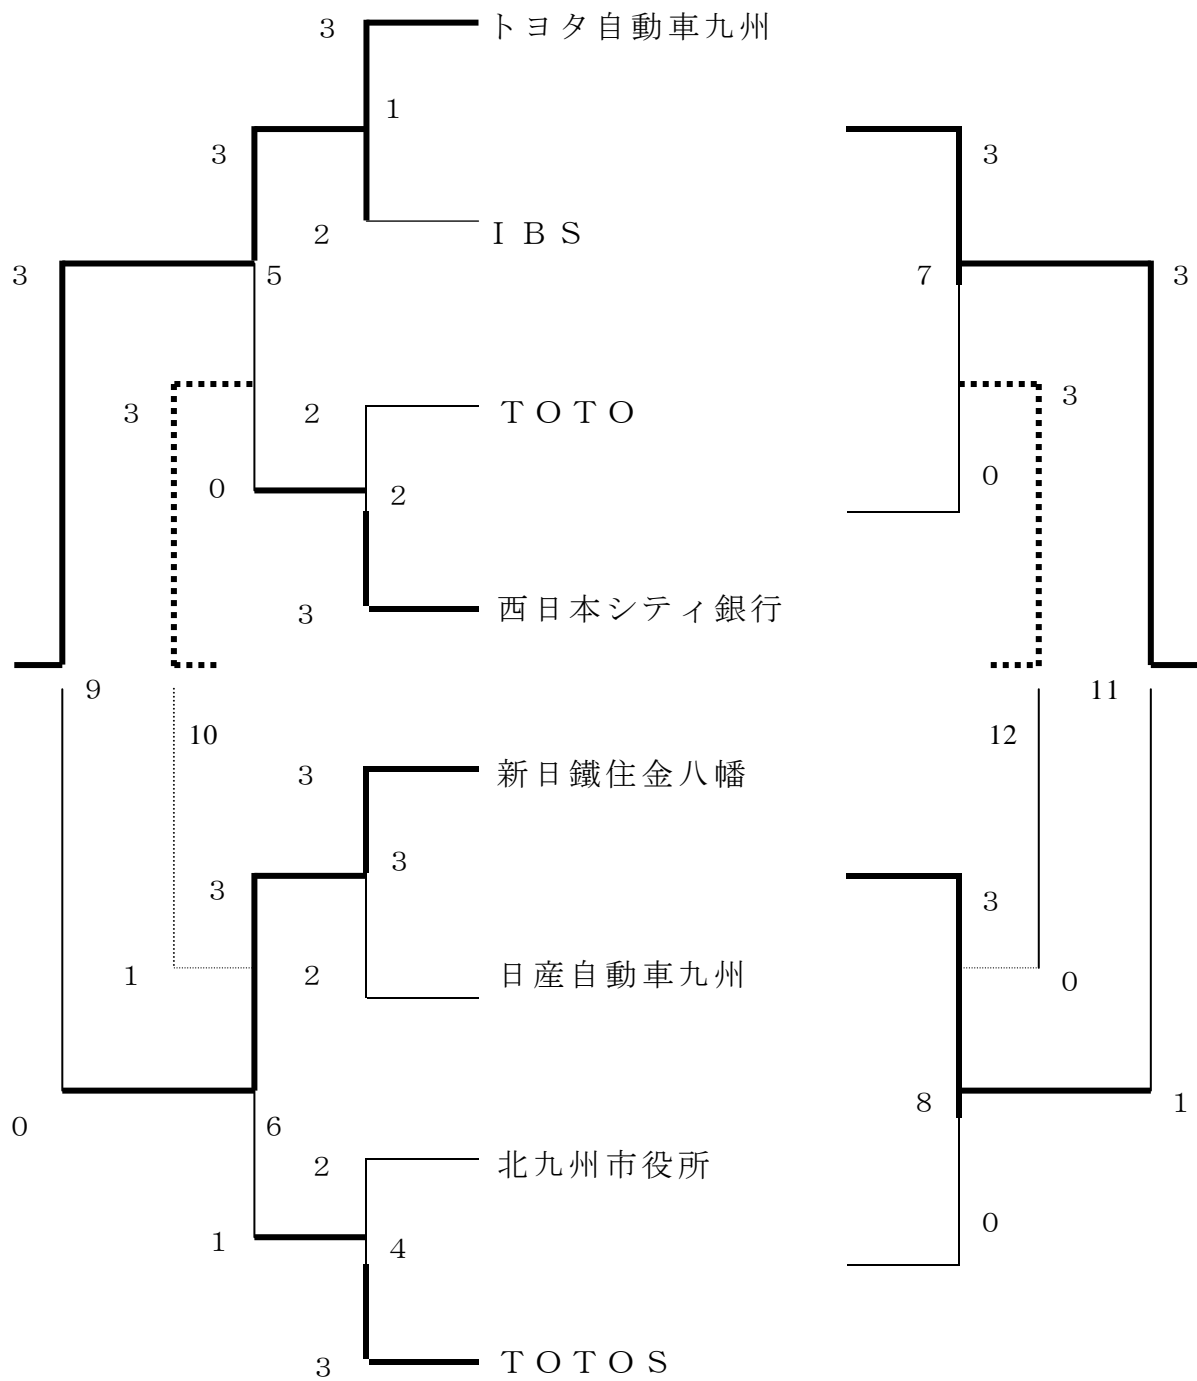 3 トヨタ自動車九州
1
3 3
2 ＩＢＳ
3 5 7 3
3 2 ＴＯＴＯ 3
0 2 0
3 西日本シティ銀行
9 11
10 12
3 新日鐵住金八幡
3
3 3
1 2 日産自動車九州 0
0 6 8 1
2 北九州市役所
1 4 0
3 ＴＯＴＯＳ